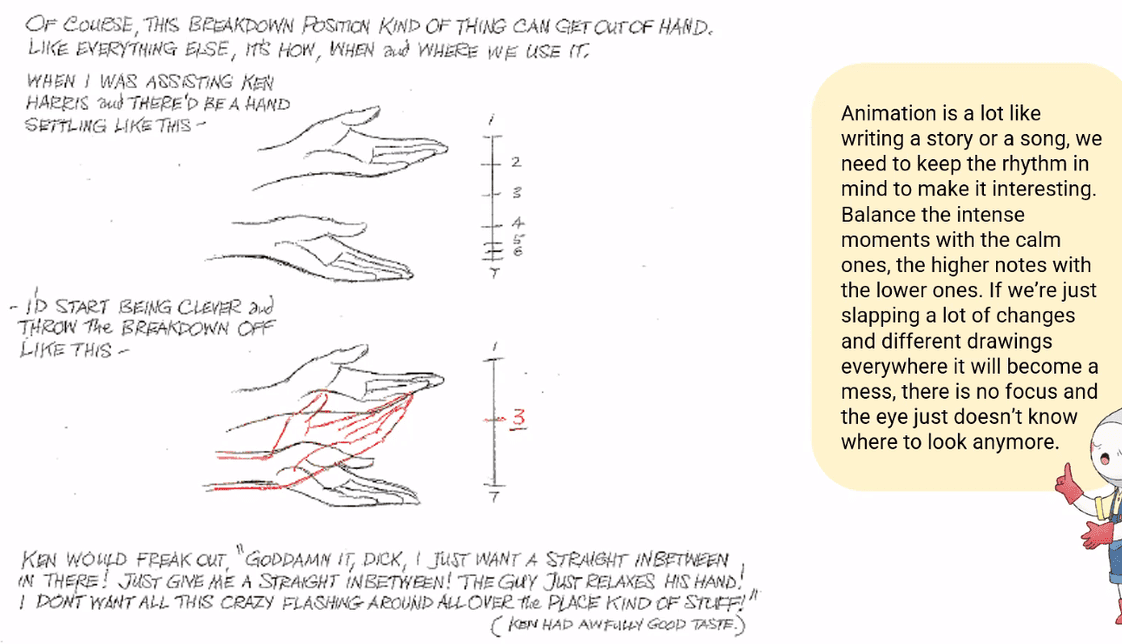 OF COURSE, THIS BREAKDOWN POSITION KIND OF THING CAN GET OUT OF HAND.
LIKE EVERYTHING ELSE, IT'S HOW, WHEN and WHERE WE USE IT.
WHEN I WAS ASSISTING KEN
HARRIS and THERE'D BE A HAND
SETTLING LIKE THIS –
1
2
3
4
5
6
7
- I'D START BEING CLEVER and
THROW the BREAKDOWN OFF
LIKE THIS –
1
3
7
KEN WOULD FREAK OUT, "GODDAMN IT, DICK, I JUST WANT A STRAIGHT INBETWEEN
IN THERE! JUST GIVE ME A STRAIGHT INBETWEEN! THE GUY JUST RELAXES HIS HAND!
I DON'T WANT ALL THIS CRAZY FLASHING AROUND ALL OVER the PLACE KIND OF STUFF!"
(KEN HAD AWFULLY GOOD TASTE.)
Animation is a lot like
writing a story or a song, we
need to keep the rhythm in
mind to make it interesting.
Balance the intense
moments with the calm
ones, the higher notes with
the lower ones. If we're just
slapping a lot of changes
and different drawings
everywhere it will become a
mess, there is no focus and
the eye just doesn't know
where to look anymore.